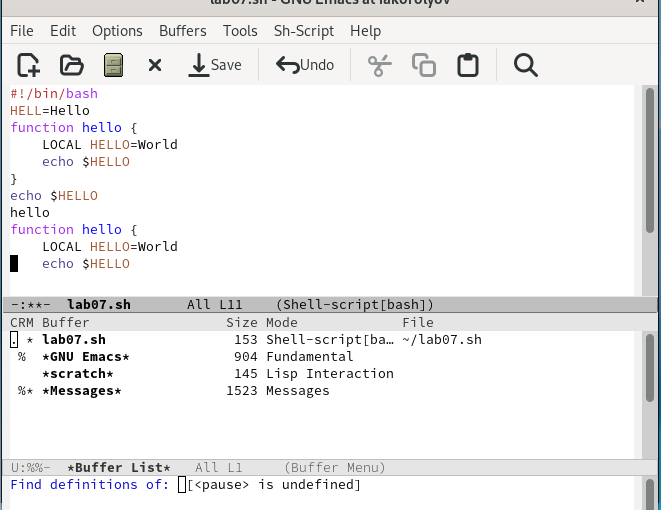 lab07.sh - GNU Emacs at iakorolyov
File Edit Options Buffers Tools Sh-Script Help
Save Undo
#!/bin/bash
HELL=Hello
function hello {
    LOCAL HELLO=World
    echo $HELLO
}
echo $HELLO
hello
function hello {
    LOCAL HELLO=World
    echo $HELLO
-:**-  lab07.sh       All L11    (Shell-script[bash])
CRM Buffer                 Size Mode             File
. * lab07.sh                153 Shell-script[ba… ~/lab07.sh
 %  *GNU Emacs*             904 Fundamental
    *scratch*               145 Lisp Interaction
 %* *Messages*             1523 Messages
U:%%-  *Buffer List*   All L1     (Buffer Menu)
Find definitions of: [<pause> is undefined]